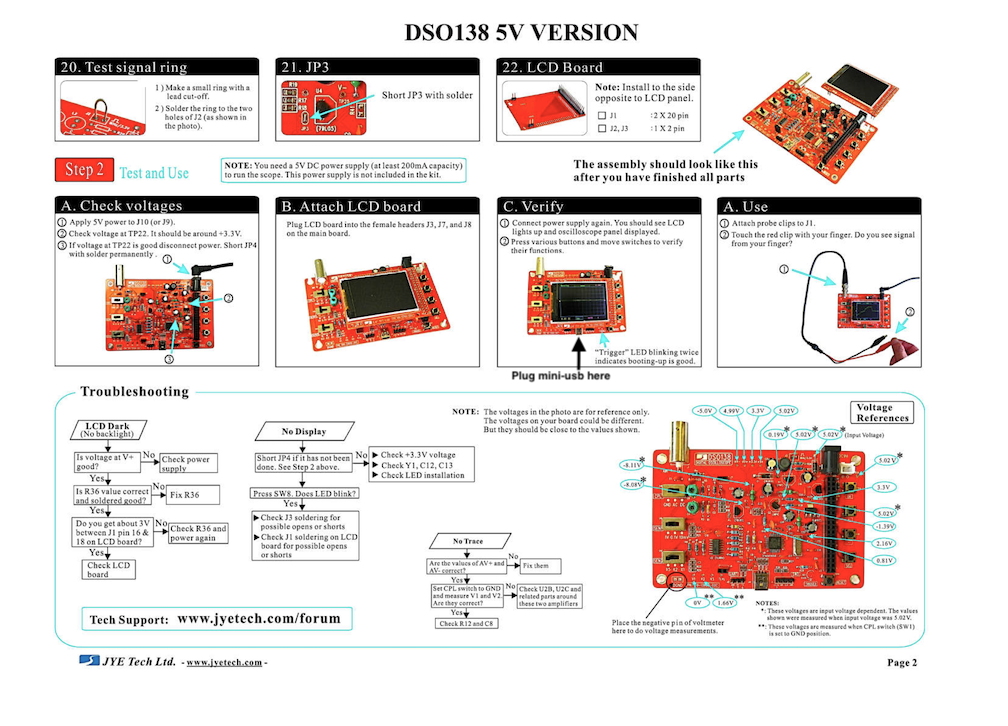 DSO138 5V VERSION
20. Test signal ring
1 ) Make a small ring with a
lead cut-off.
2 ) Solder the ring to the two
holes of J2 (as shown in
the photo).
21. JP3
Short JP3 with solder
R16
R17
R18
U4
V−
TP21
JP3
(79L05)
22. LCD Board
Note: Install to the side
opposite to LCD panel.
J1 : 2 X 20 pin
J2, J3 : 1 X 2 pin
The assembly should look like this
after you have finished all parts
Step 2 Test and Use
NOTE: You need a 5V DC power supply (at least 200mA capacity)
to run the scope. This power supply is not included in the kit.
A. Check voltages
1 Apply 5V power to J10 (or J9).
2 Check voltage at TP22. It should be around +3.3V.
3 If voltage at TP22 is good disconnect power. Short JP4
with solder permanently .
1
2
3
B. Attach LCD board
Plug LCD board into the female headers J3, J7, and J8
on the main board.
C. Verify
1 Connect power supply again. You should see LCD
lights up and oscilloscope panel displayed.
2 Press various buttons and move switches to verify
their functions.
"Trigger" LED blinking twice
indicates booting-up is good.
Plug mini-usb here
A. Use
1 Attach probe clips to J1.
2 Touch the red clip with your finger. Do you see signal
from your finger?
1
2
Troubleshooting
LCD Dark
(No backlight)
Is voltage at V+
good?
No
Check power
supply
Yes
Is R36 value correct
and soldered good?
No
Fix R36
Yes
Do you get about 3V
between J1 pin 16 &
18 on LCD board?
No
Check R36 and
power again
Yes
Check LCD
board
No Display
Short JP4 if it has not been
done. See Step 2 above.
No
Check +3.3V voltage
Check Y1, C12, C13
Check LED installation
Press SW8. Does LED blink?
Yes
Check J3 soldering for
possible opens or shorts
Check J1 soldering on LCD
board for possible opens
or shorts
No Trace
Are the values of AV+ and
AV- correct?
No
Fix them
Yes
Set CPL switch to GND
and measure V1 and V2.
Are they correct?
No
Check U2B, U2C and
related parts around
these two amplifiers
Yes
Check R12 and C8
NOTE: The voltages in the photo are for reference only.
The voltages on your board could be different.
But they should be close to the values shown.
Voltage
References
-5.0V 4.99V 3.3V 5.02V
0.19V* 5.02V* 5.02V* (Input Voltage)
-8.11V*
-8.08V*
5.02V*
3.3V
5.02V*
-1.39V
2.16V
0.81V
0V** 1.66V**
DSO138
Place the negative pin of voltmeter
here to do voltage measurements.
NOTES:
*: These voltages are input voltage dependent. The values
shown were measured when input voltage was 5.02V.
**: These voltages are measured when CPL switch (SW1)
is set to GND position.
Tech Support: www.jyetech.com/forum
JYE Tech Ltd. - www.jyetech.com -
Page 2